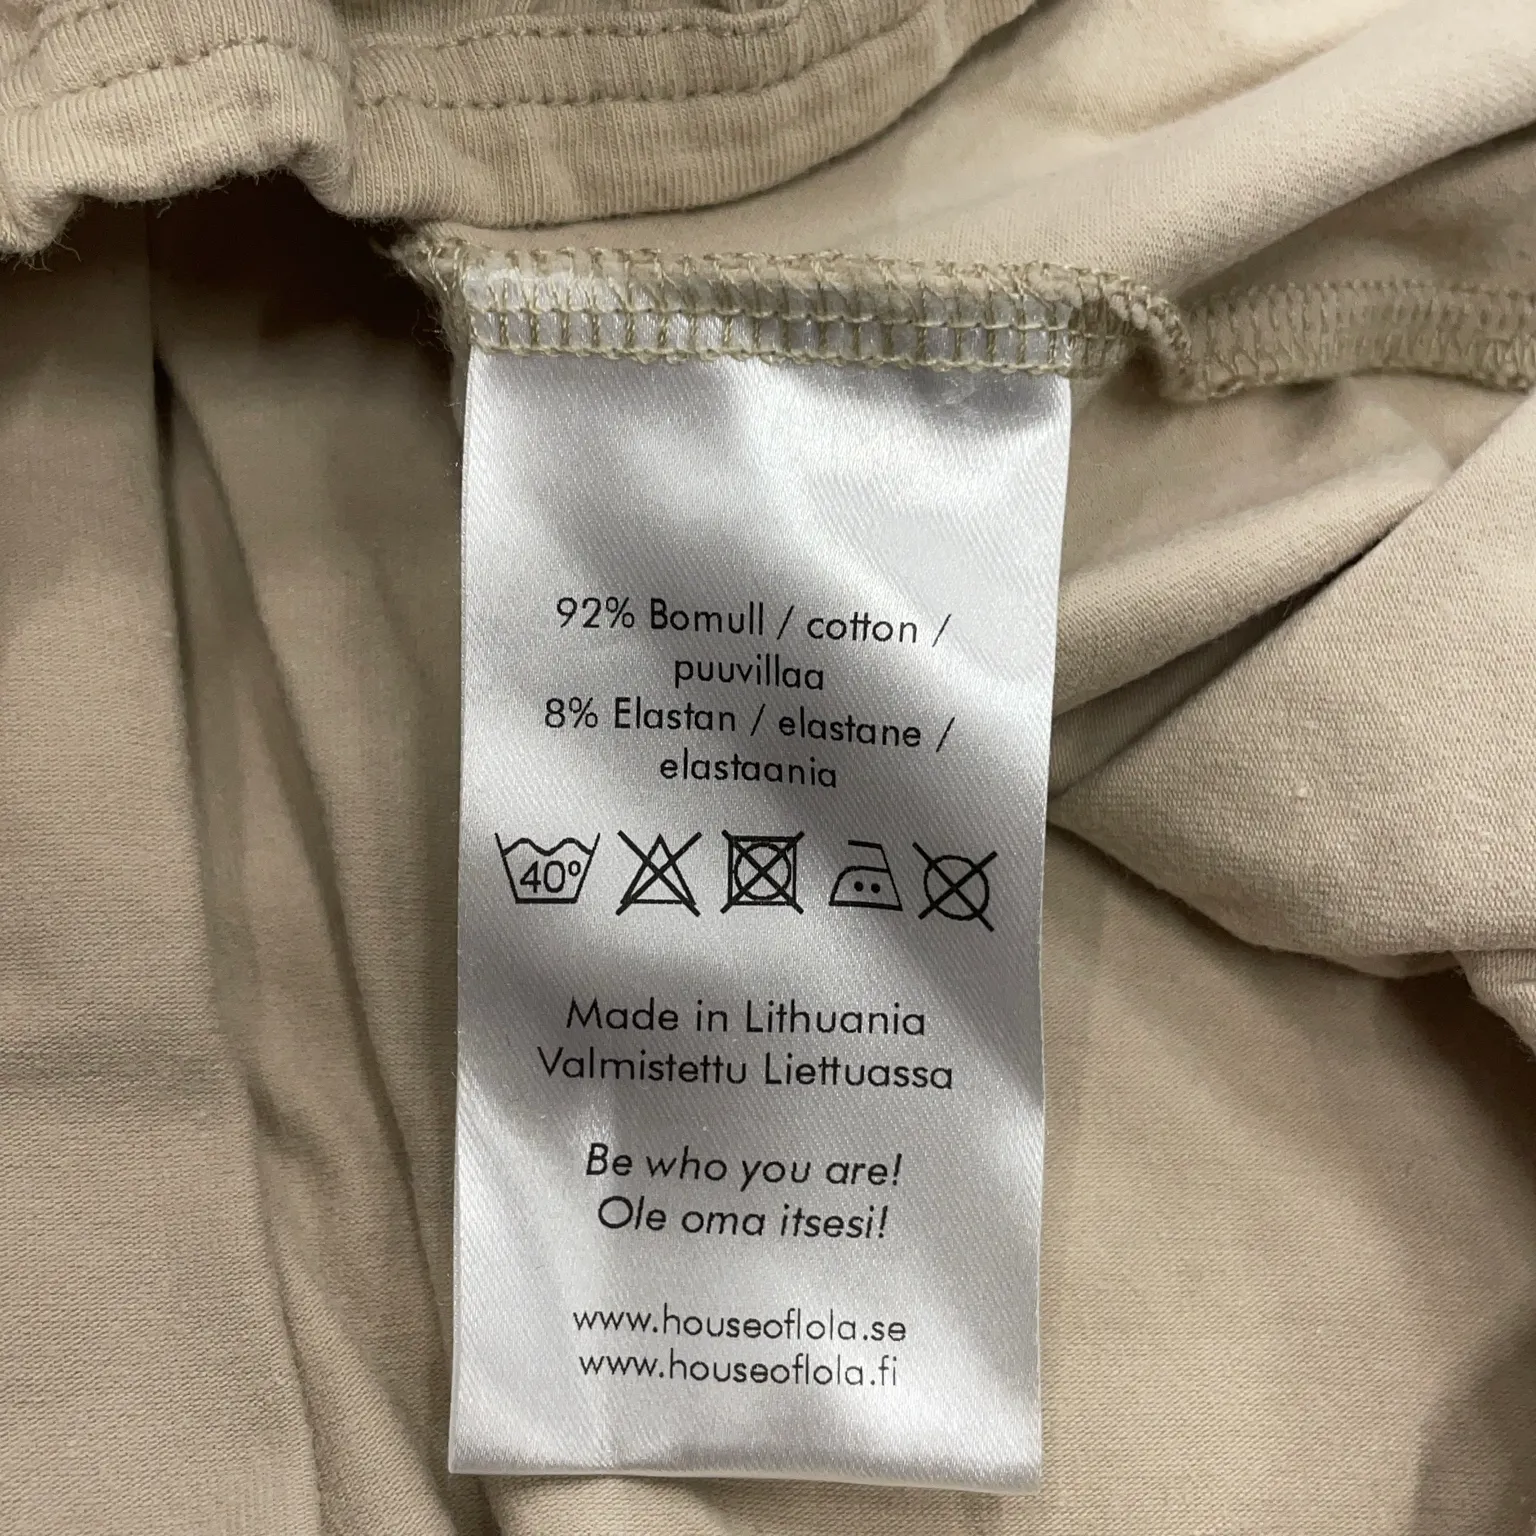 92% Bomull / cotton /
puuvillaa
8% Elastan / elastane /
elastaania
40º
Made in Lithuania
Valmistettu Liettuassa
Be who you are!
Ole oma itsesi!
www.houseoflola.se
www.houseoflola.fi